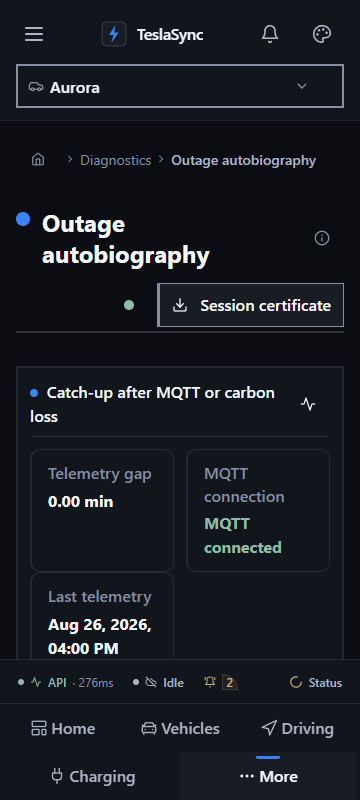 TeslaSync
Aurora
Diagnostics
Outage autobiography
Outage
autobiography
Session certificate
Catch-up after MQTT or carbon
loss
Telemetry gap
0.00 min
MQTT
connection
MQTT
connected
Last telemetry
Aug 26, 2026,
04:00 PM
API · 276ms
Idle
2
Status
Home
Vehicles
Driving
Charging
More